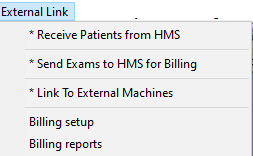 External Link
* Receive Patients from HMS
* Send Exams to HMS for Billing
* Link To External Machines
Billing setup
Billing reports